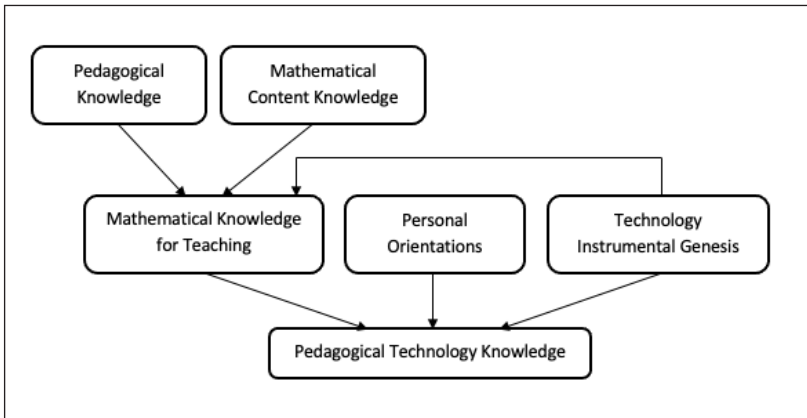 Pedagogical
Knowledge
Mathematical
Content Knowledge
Mathematical Knowledge
for Teaching
Personal
Orientations
Technology
Instrumental Genesis
Pedagogical Technology Knowledge